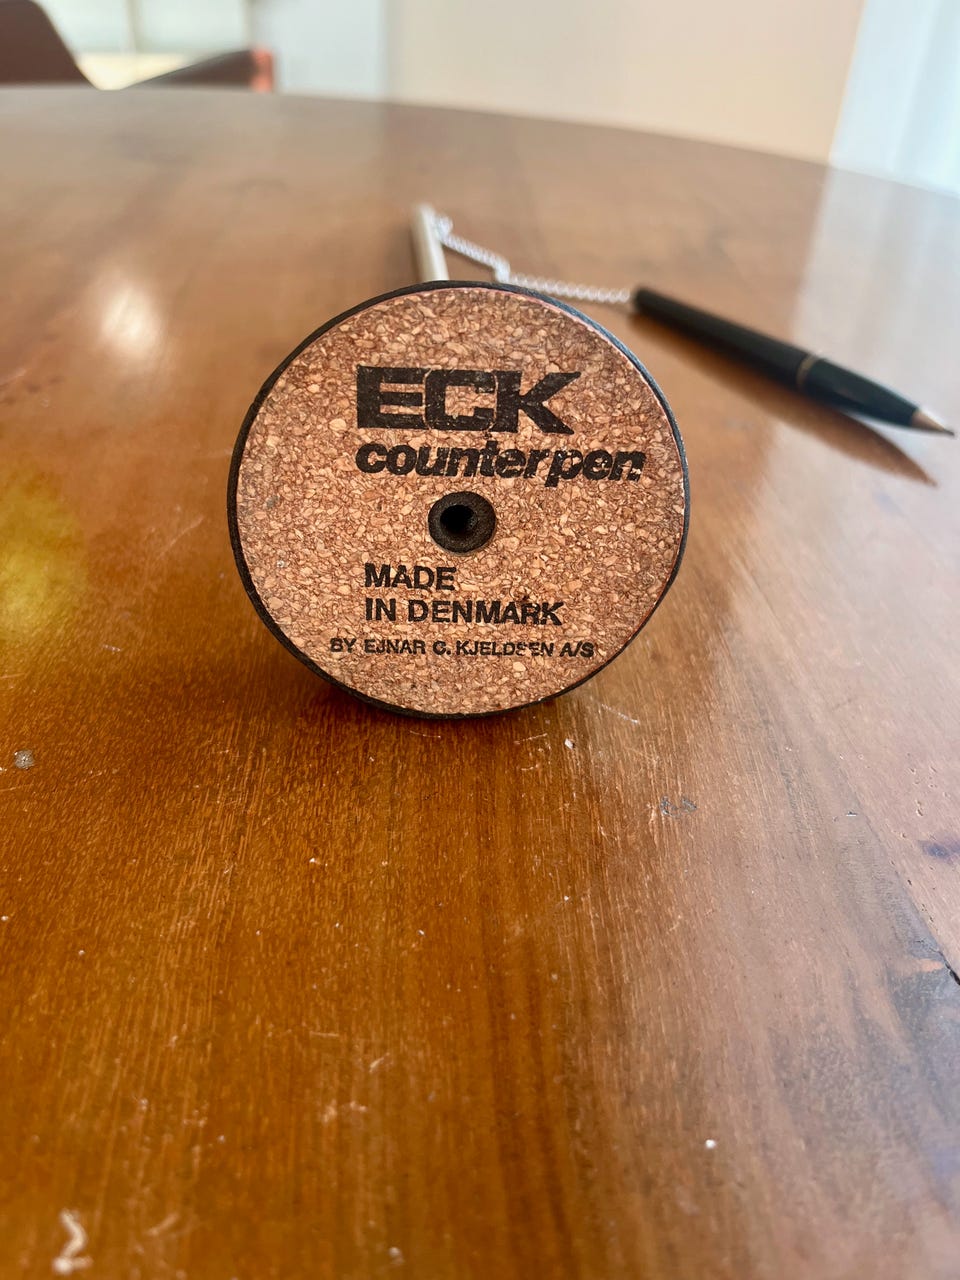 ECK
counterpen
MADE
IN DENMARK
BY EJNAR C. KJELDSEN A/S